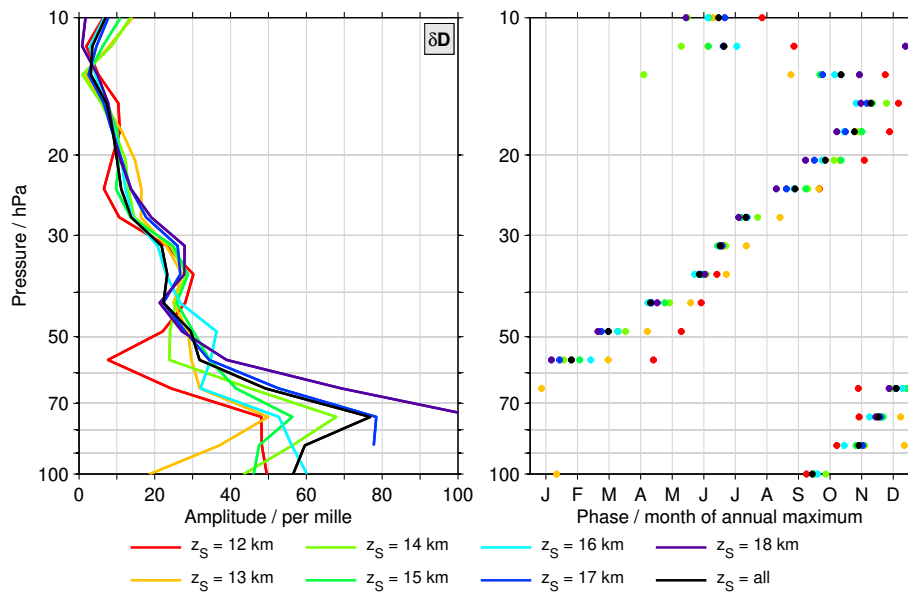 δD
10
20
30
50
70
100
Pressure / hPa
0 20 40 60 80 100
Amplitude / per mille
10
20
30
50
70
100
J F M A M J J A S O N D
Phase / month of annual maximum
z_S = 12 km z_S = 14 km z_S = 16 km z_S = 18 km
z_S = 13 km z_S = 15 km z_S = 17 km z_S = all